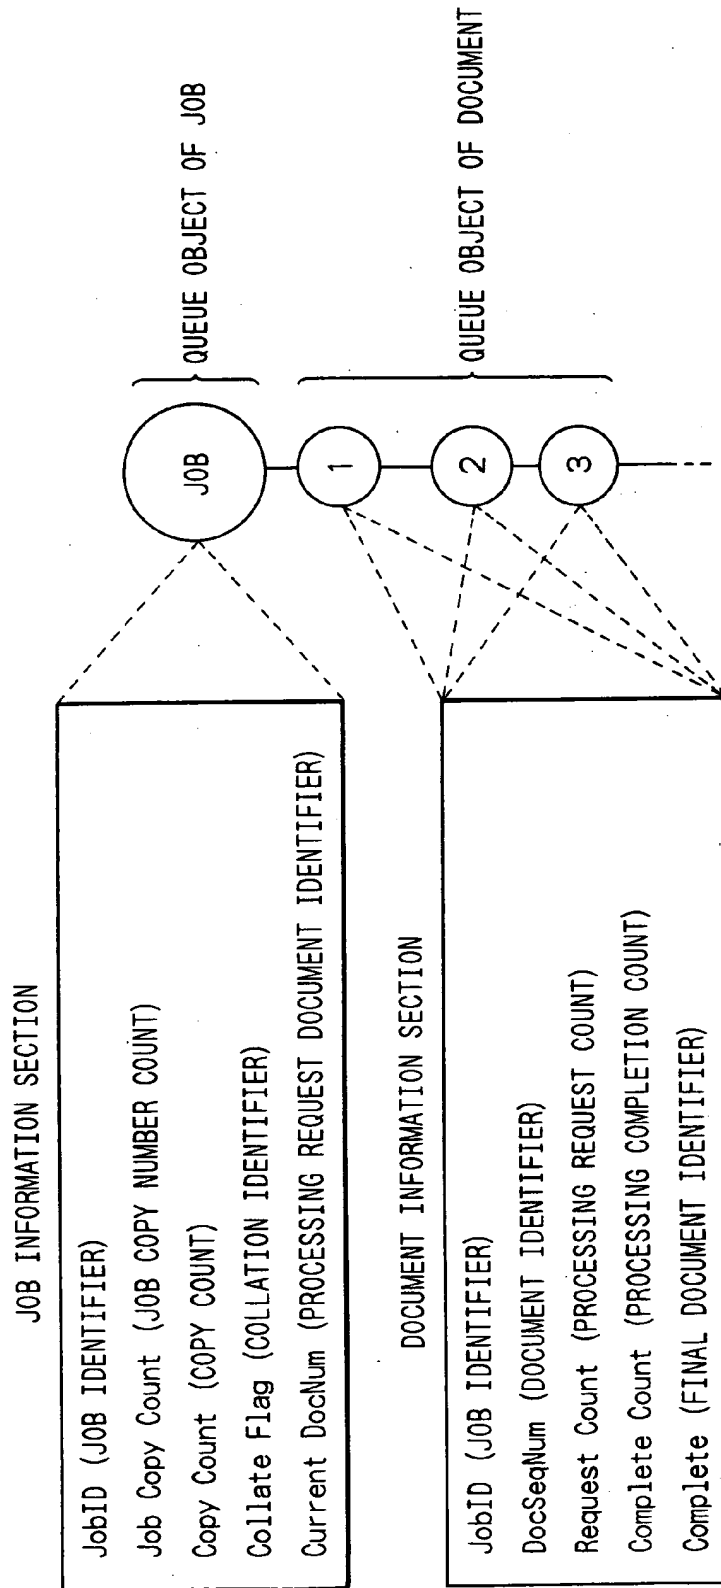 JOB INFORMATION SECTION
JobID (JOB IDENTIFIER)
Job Copy Count (JOB COPY NUMBER COUNT)
Copy Count (COPY COUNT)
Collate Flag (COLLATION IDENTIFIER)
Current DocNum (PROCESSING REQUEST DOCUMENT IDENTIFIER)
JOB
QUEUE OBJECT OF JOB
DOCUMENT INFORMATION SECTION
JobID (JOB IDENTIFIER)
DocSeqNum (DOCUMENT IDENTIFIER)
Request Count (PROCESSING REQUEST COUNT)
Complete Count (PROCESSING COMPLETION COUNT)
Complete (FINAL DOCUMENT IDENTIFIER)
1
2
3
QUEUE OBJECT OF DOCUMENT